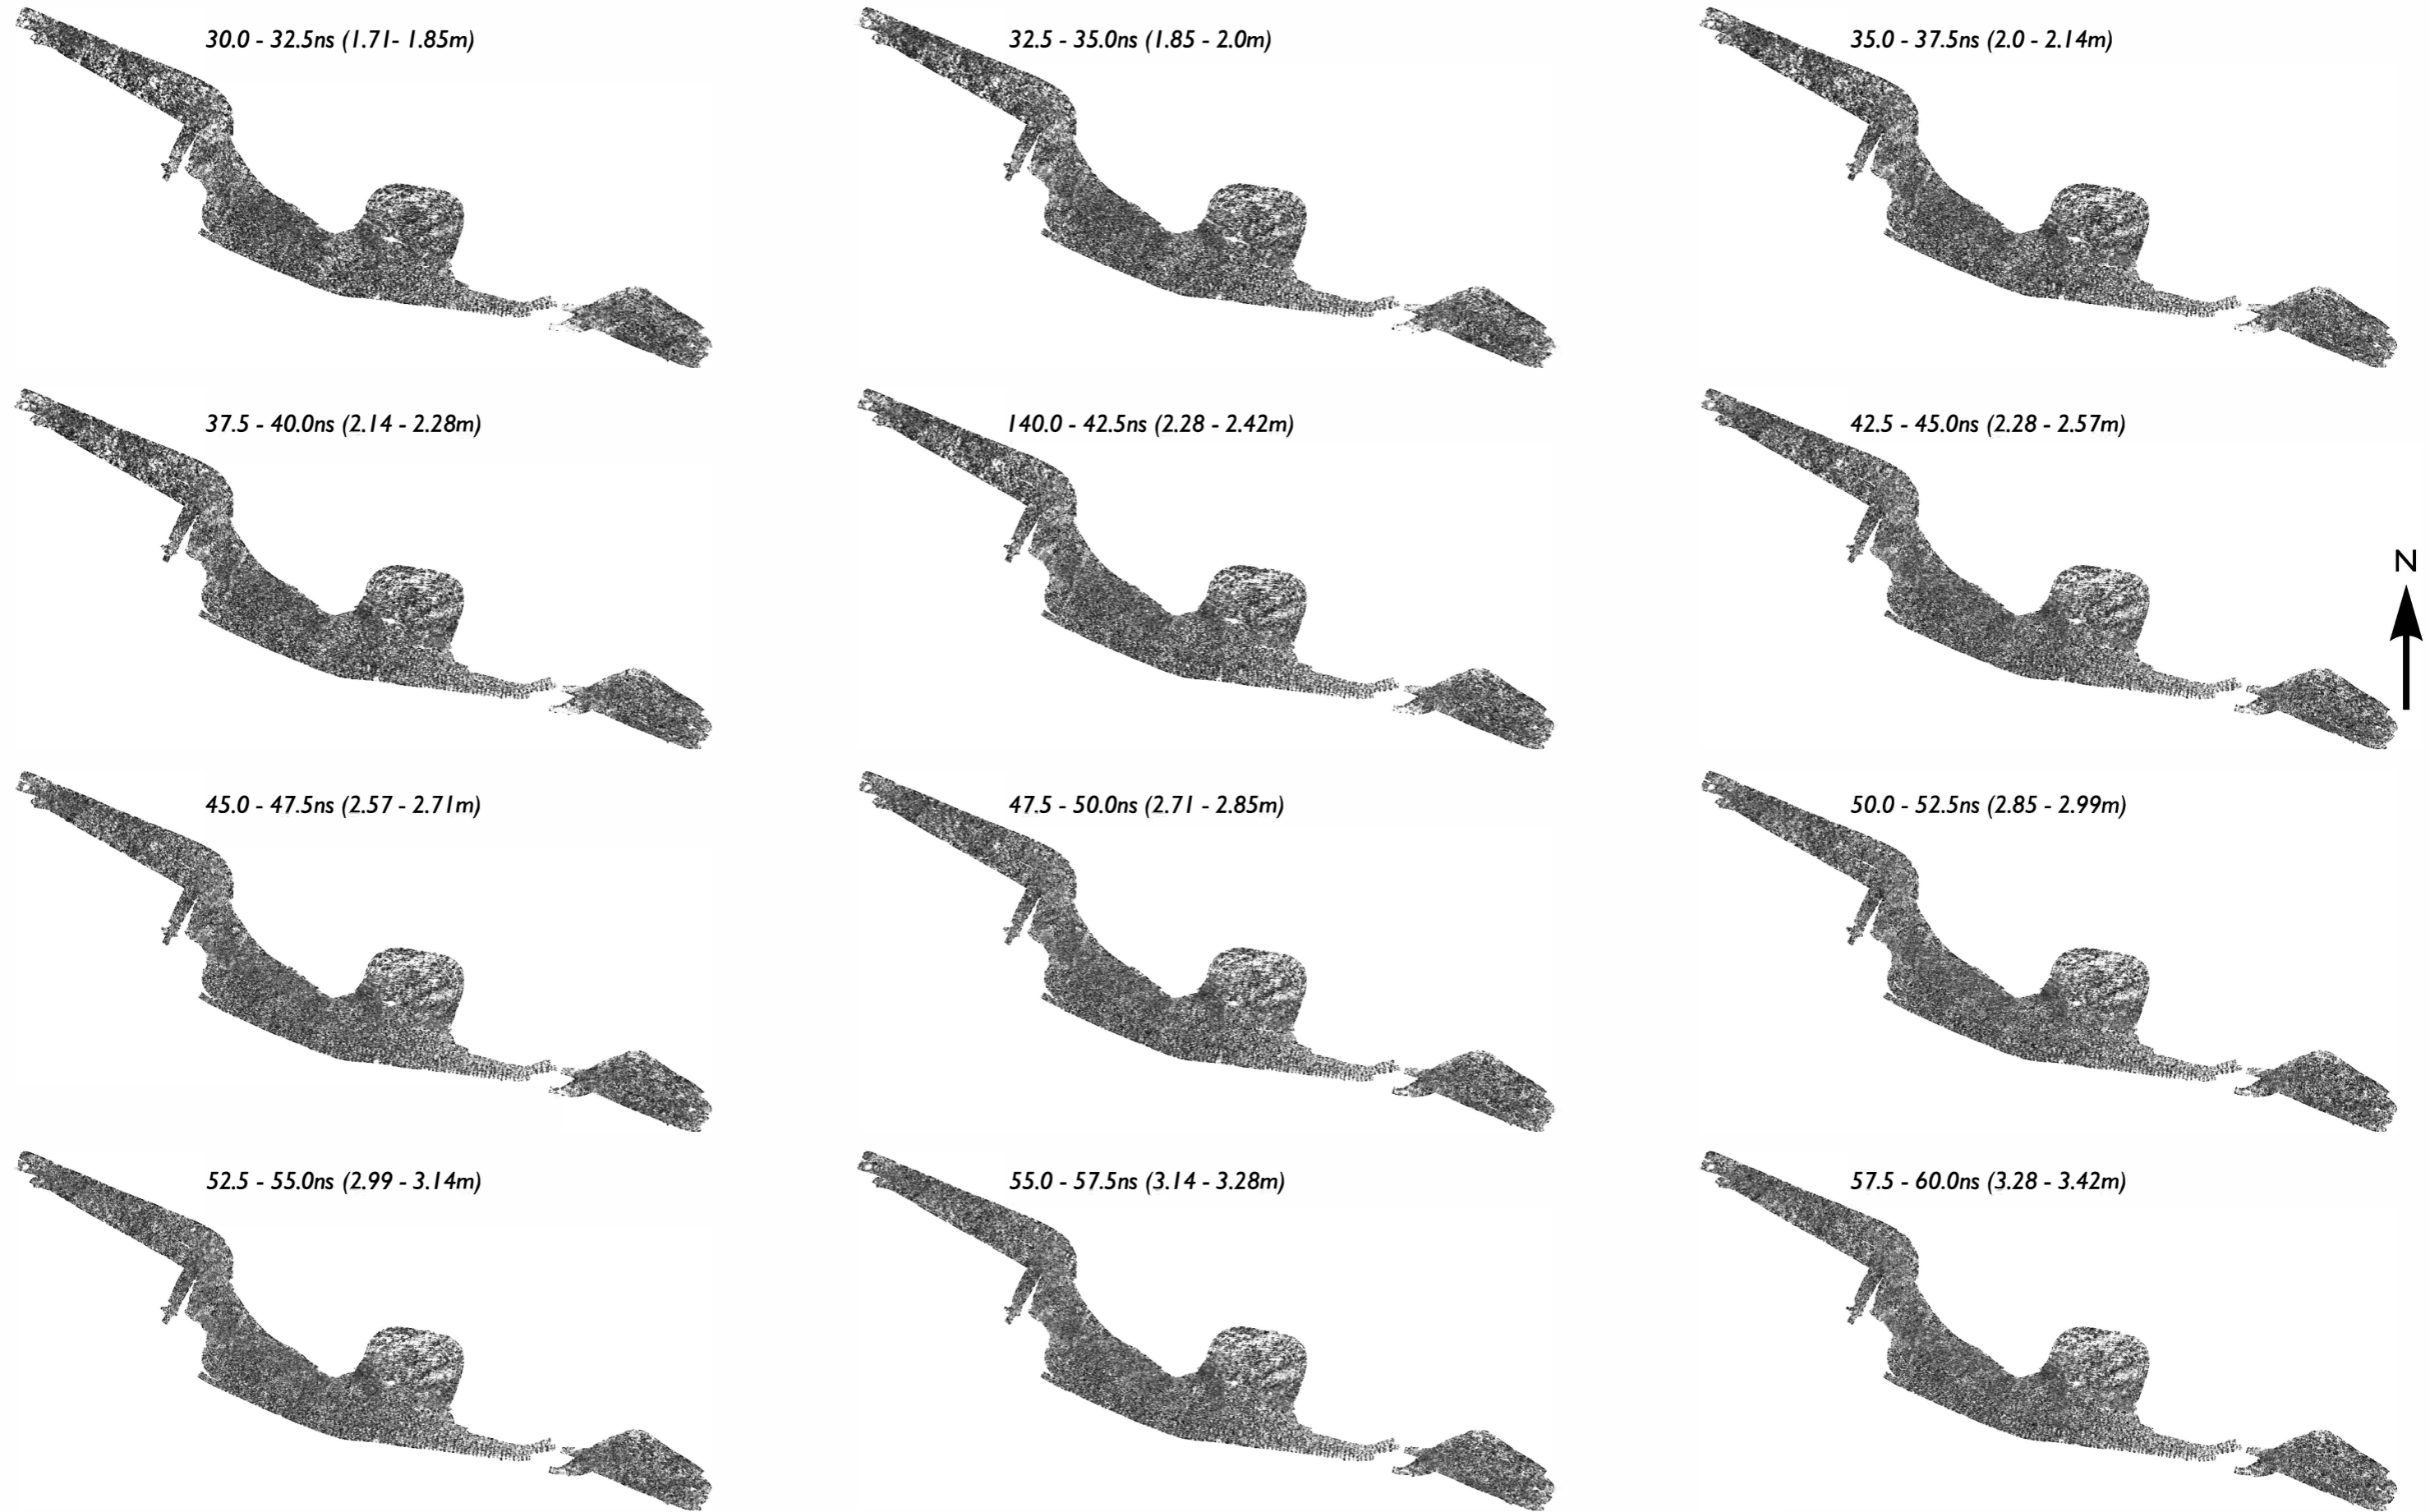 30.0 - 32.5ns (1.71- 1.85m)
32.5 - 35.0ns (1.85 - 2.0m)
35.0 - 37.5ns (2.0 - 2.14m)
37.5 - 40.0ns (2.14 - 2.28m)
140.0 - 42.5ns (2.28 - 2.42m)
42.5 - 45.0ns (2.28 - 2.57m)
N
45.0 - 47.5ns (2.57 - 2.71m)
47.5 - 50.0ns (2.71 - 2.85m)
50.0 - 52.5ns (2.85 - 2.99m)
52.5 - 55.0ns (2.99 - 3.14m)
55.0 - 57.5ns (3.14 - 3.28m)
57.5 - 60.0ns (3.28 - 3.42m)